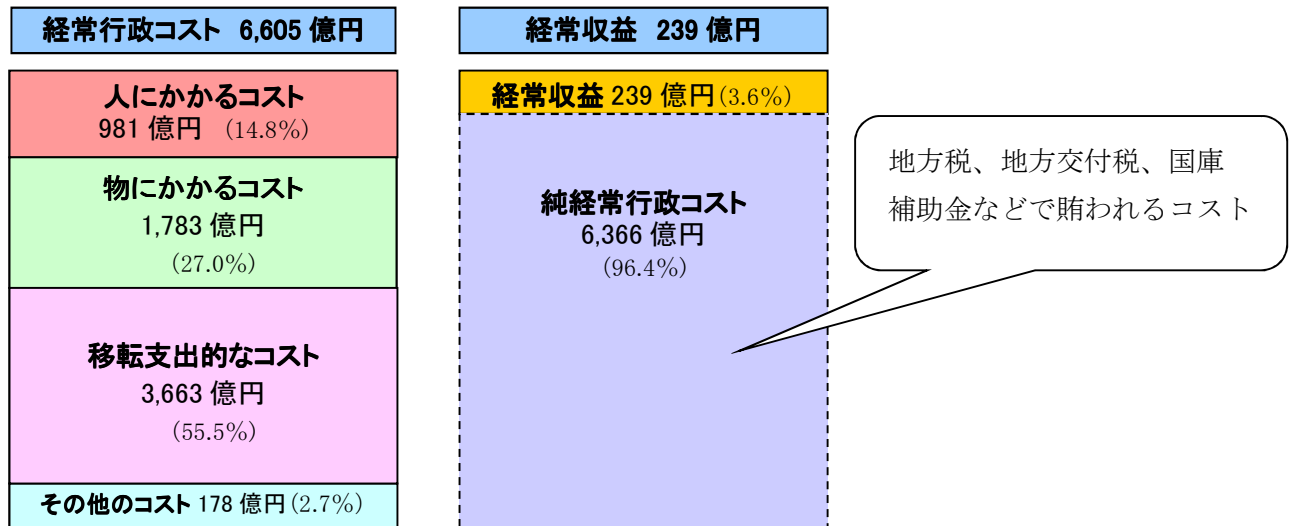 経常行政コスト 6,605 億円
人にかかるコスト
981 億円 (14.8%)
物にかかるコスト
1,783 億円
(27.0%)
移転支出的なコスト
3,663 億円
(55.5%)
その他のコスト 178 億円(2.7%)
経常収益 239 億円
経常収益 239 億円(3.6%)
純経常行政コスト
6,366 億円
(96.4%)
地方税、地方交付税、国庫
補助金などで賄われるコスト